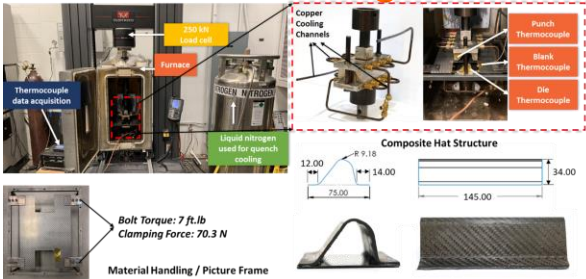 250 kN
Load cell
Furnace
Thermocouple
data acquisition
NITROGEN
Liquid nitrogen
used for quench
cooling
Copper
Cooling
Channels
Punch
Thermocouple
Blank
Thermocouple
Die
Thermocouple
Composite Hat Structure
R 9.18
12.00
14.00
75.00
34.00
145.00
Bolt Torque: 7 ft.lb
Clamping Force: 70.3 N
Material Handling / Picture Frame